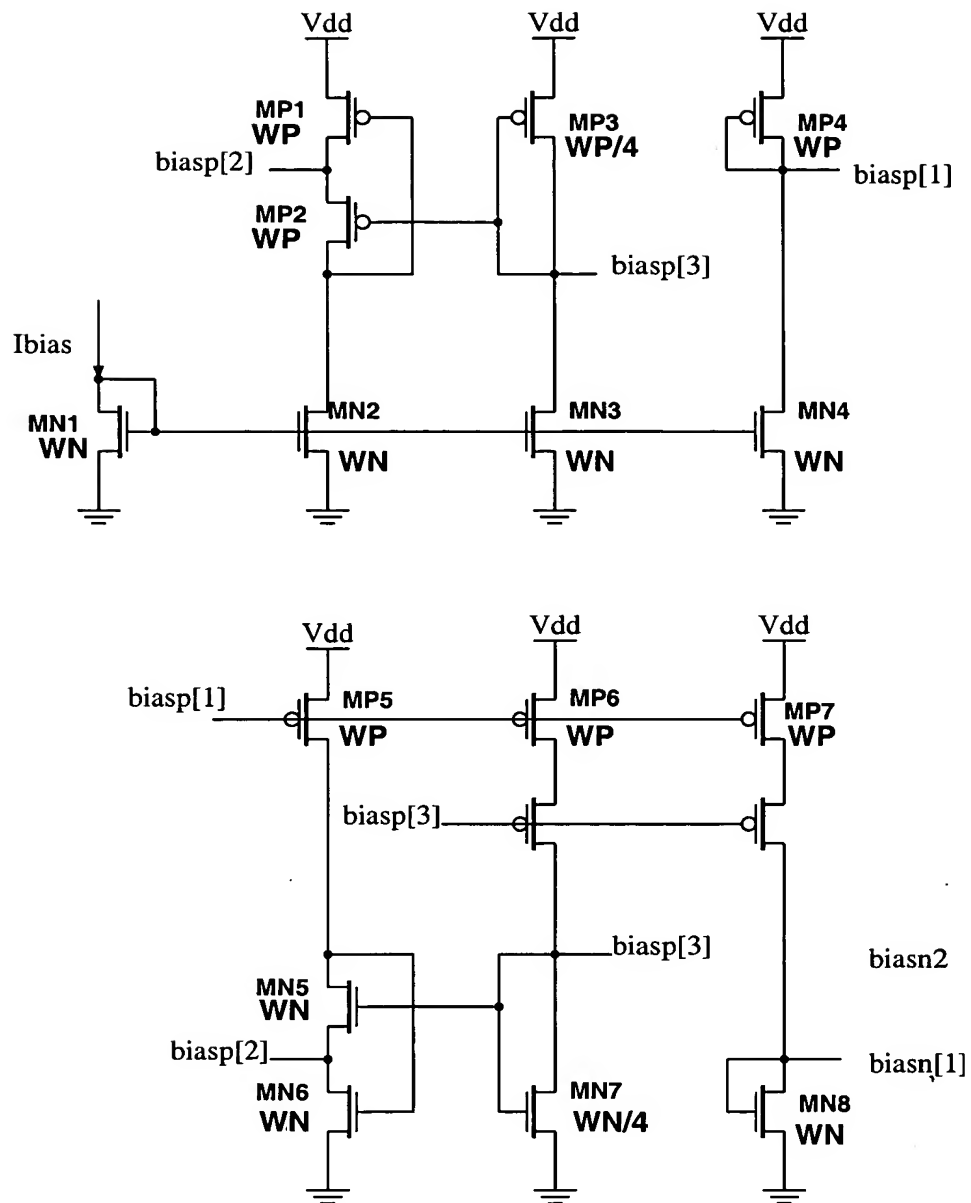 Vdd Vdd Vdd
MP1
WP
MP3
WP/4
MP4
WP
biasp[2]
biasp[1]
MP2
WP
biasp[3]
Ibias
MN1
WN
MN2
WN
MN3
WN
MN4
WN
Vdd Vdd Vdd
biasp[1]
MP5
WP
MP6
WP
MP7
WP
biasp[3]
biasp[3]
biasn2
MN5
WN
biasp[2]
biasn[1]
MN6
WN
MN7
WN/4
MN8
WN